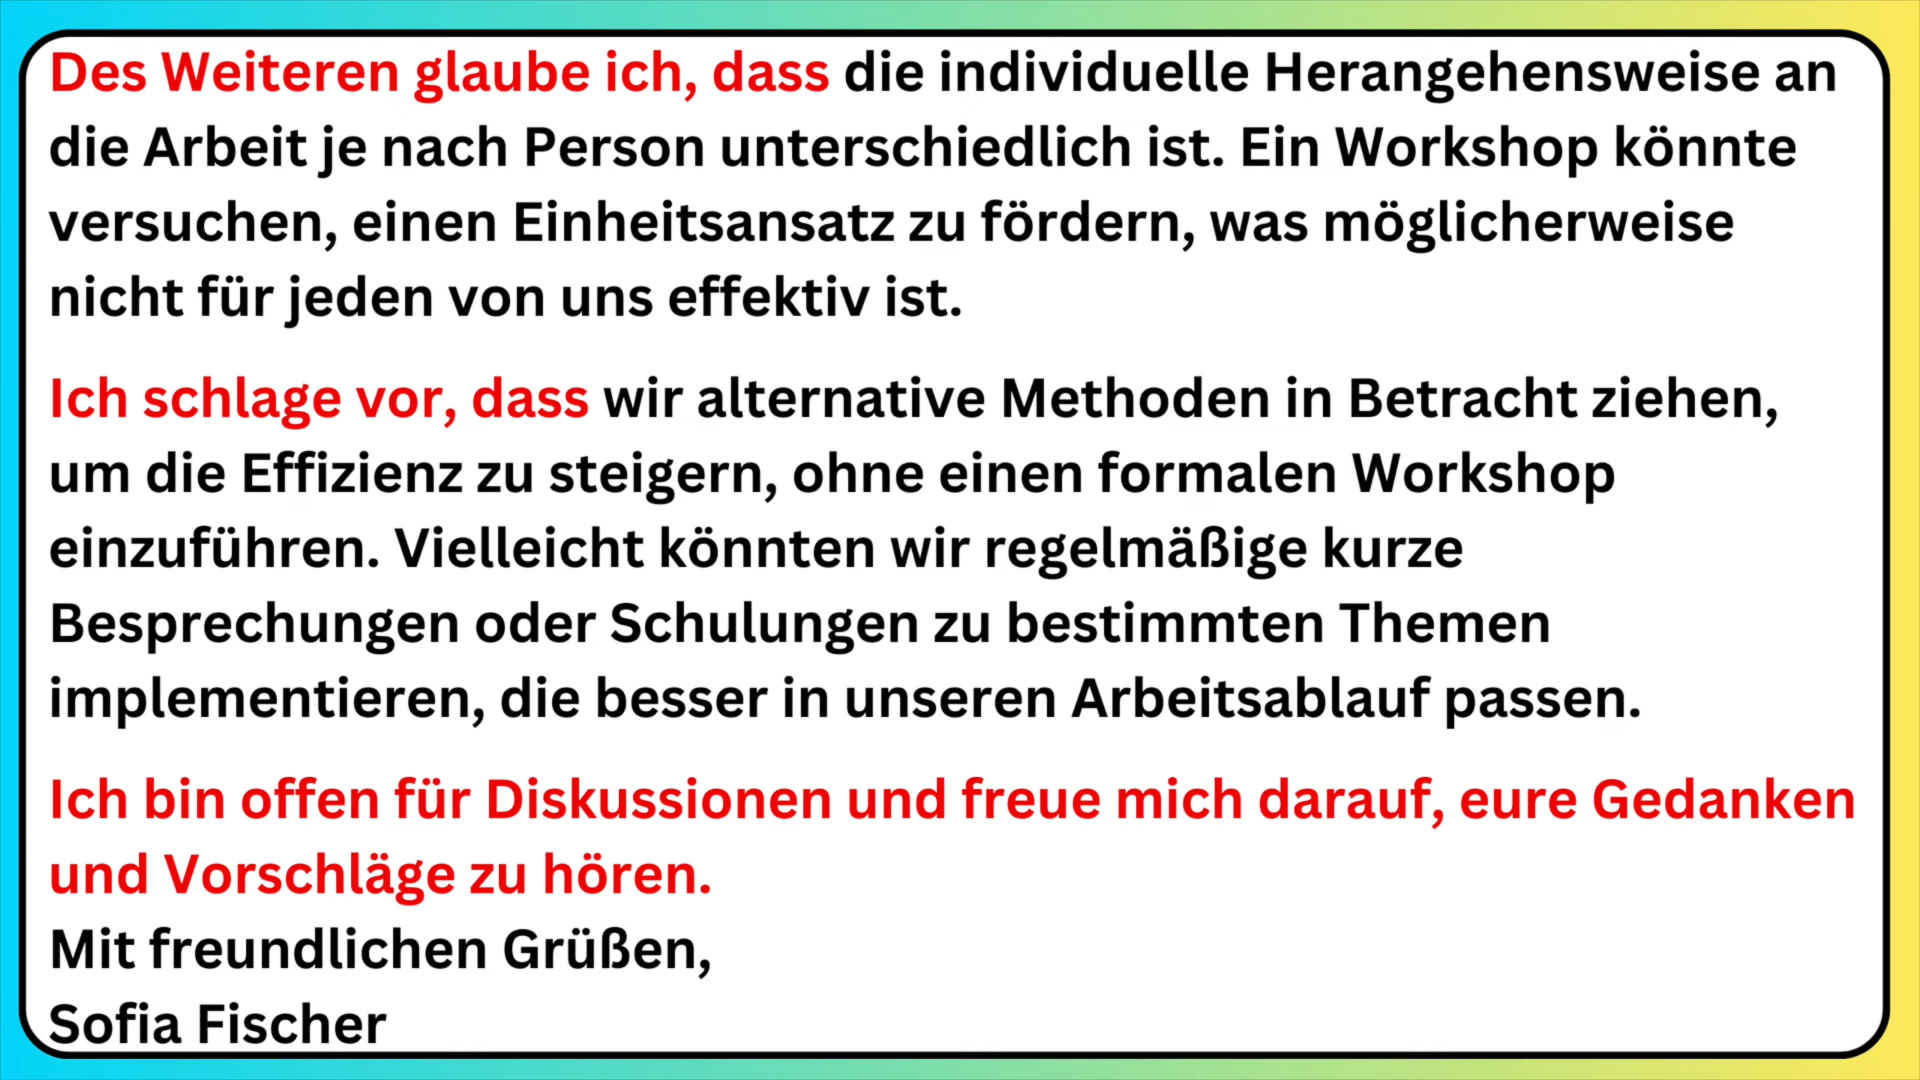 Des Weiteren glaube ich, dass die individuelle Herangehensweise an
die Arbeit je nach Person unterschiedlich ist. Ein Workshop könnte
versuchen, einen Einheitsansatz zu fördern, was möglicherweise
nicht für jeden von uns effektiv ist.
Ich schlage vor, dass wir alternative Methoden in Betracht ziehen,
um die Effizienz zu steigern, ohne einen formalen Workshop
einzuführen. Vielleicht könnten wir regelmäßige kurze
Besprechungen oder Schulungen zu bestimmten Themen
implementieren, die besser in unseren Arbeitsablauf passen.
Ich bin offen für Diskussionen und freue mich darauf, eure Gedanken
und Vorschläge zu hören.
Mit freundlichen Grüßen,
Sofia Fischer